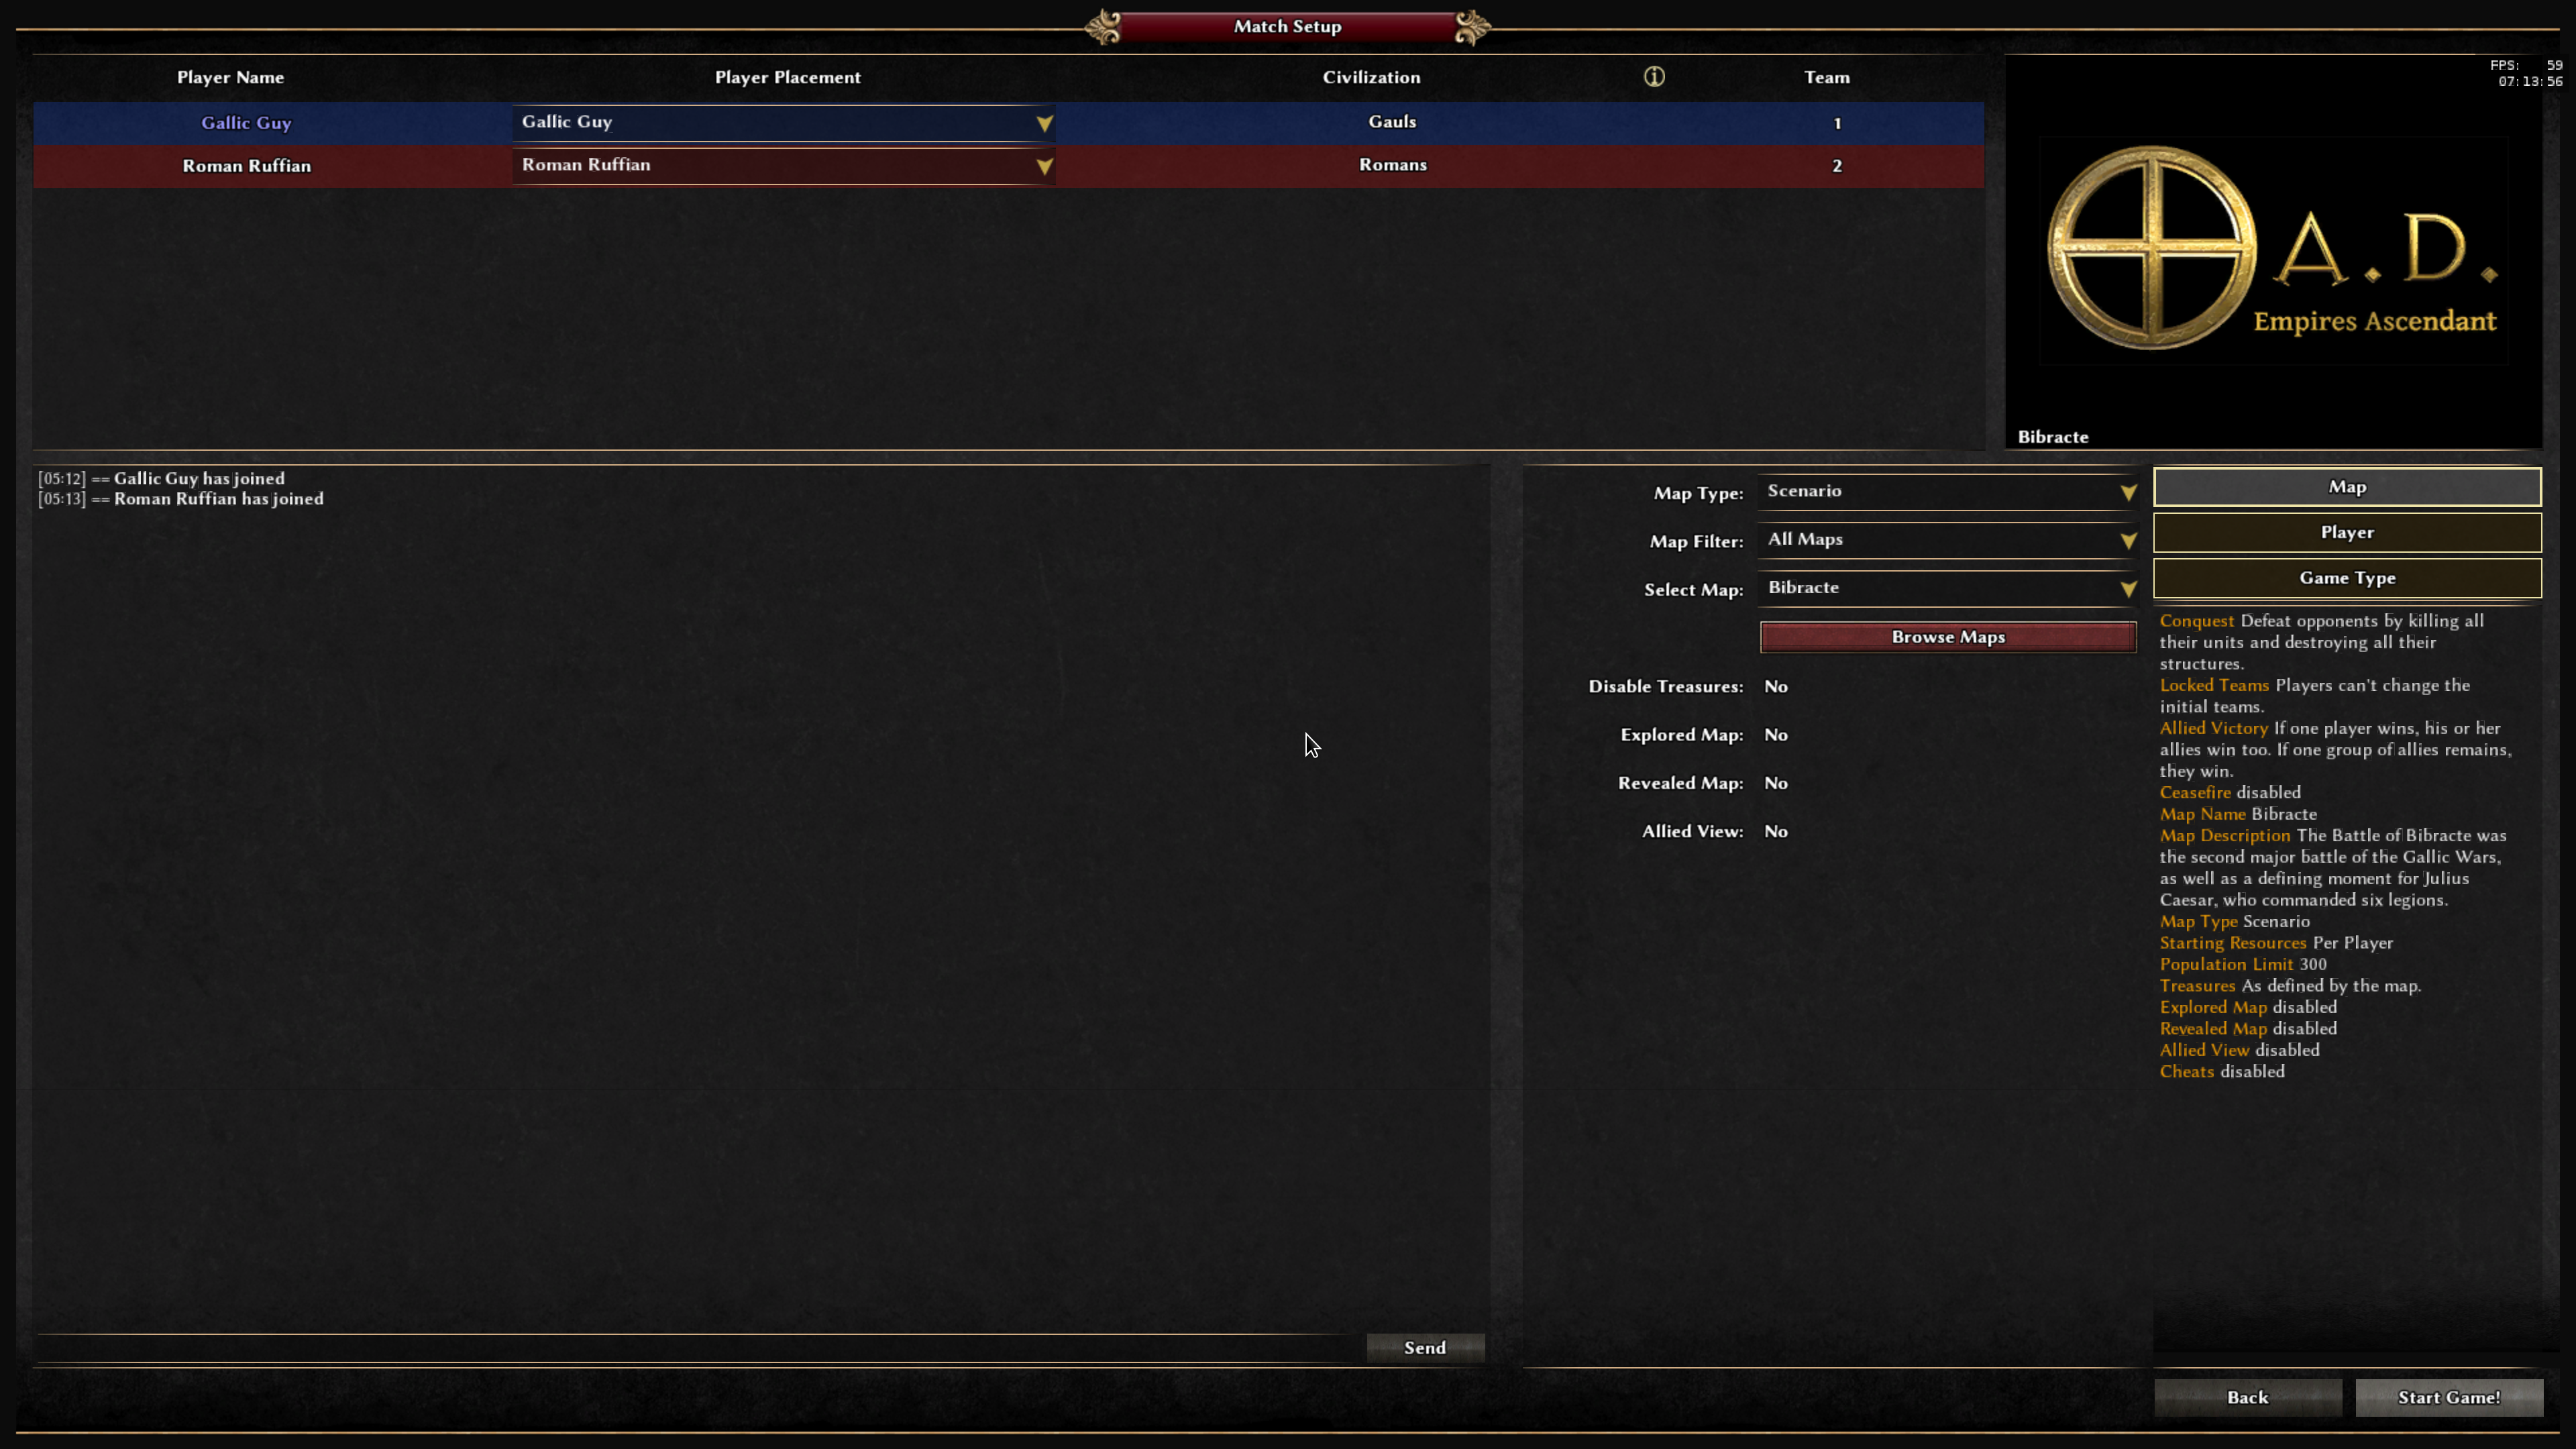 Match Setup
FPS: 59
07:13:56
Player Name Player Placement Civilization Team
Gallic Guy Gallic Guy Gauls 1
Roman Ruffian Roman Ruffian Romans 2
A.D.
Empires Ascendant
Bibracte
[05:12] == Gallic Guy has joined
[05:13] == Roman Ruffian has joined
Send
Map Type: Scenario
Map Filter: All Maps
Select Map: Bibracte
Browse Maps
Disable Treasures: No
Explored Map: No
Revealed Map: No
Allied View: No
Map
Player
Game Type
Conquest Defeat opponents by killing all
their units and destroying all their
structures.
Locked Teams Players can't change the
initial teams.
Allied Victory If one player wins, his or her
allies win too. If one group of allies remains,
they win.
Ceasefire disabled
Map Name Bibracte
Map Description The Battle of Bibracte was
the second major battle of the Gallic Wars,
as well as a defining moment for Julius
Caesar, who commanded six legions.
Map Type Scenario
Starting Resources Per Player
Population Limit 300
Treasures As defined by the map.
Explored Map disabled
Revealed Map disabled
Allied View disabled
Cheats disabled
Back
Start Game!